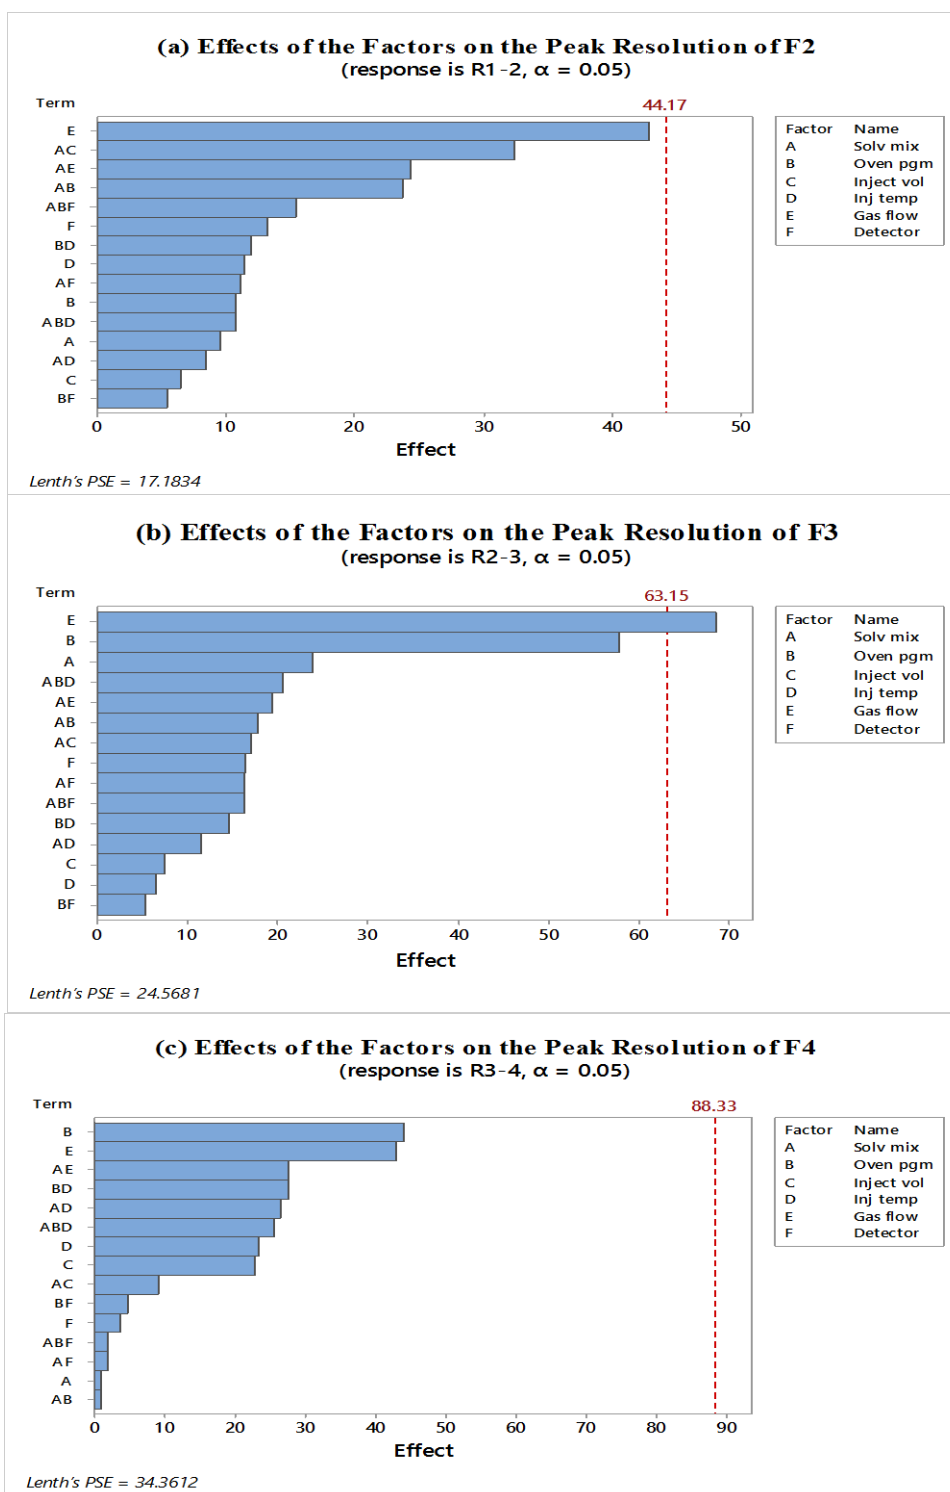 (a) Effects of the Factors on the Peak Resolution of F2
(response is R1-2, α = 0.05)
Term
44.17
E
AC
AE
AB
ABF
F
BD
D
AF
B
ABD
A
AD
C
BF
0 10 20 30 40 50
Effect
Factor Name
A Solv mix
B Oven pgm
C Inject vol
D Inj temp
E Gas flow
F Detector
Lenth's PSE = 17.1834
(b) Effects of the Factors on the Peak Resolution of F3
(response is R2-3, α = 0.05)
Term
63.15
E
B
A
ABD
AE
AB
AC
F
AF
ABF
BD
AD
C
D
BF
0 10 20 30 40 50 60 70
Effect
Factor Name
A Solv mix
B Oven pgm
C Inject vol
D Inj temp
E Gas flow
F Detector
Lenth's PSE = 24.5681
(c) Effects of the Factors on the Peak Resolution of F4
(response is R3-4, α = 0.05)
Term
88.33
B
E
AE
BD
AD
ABD
D
C
AC
BF
F
ABF
AF
A
AB
0 10 20 30 40 50 60 70 80 90
Effect
Factor Name
A Solv mix
B Oven pgm
C Inject vol
D Inj temp
E Gas flow
F Detector
Lenth's PSE = 34.3612